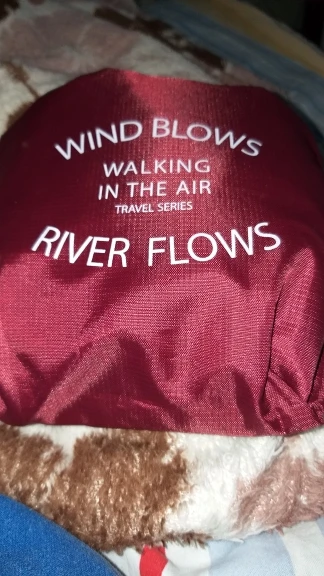 WIND BLOWS
WALKING
IN THE AIR
TRAVEL SERIES
RIVER FLOWS